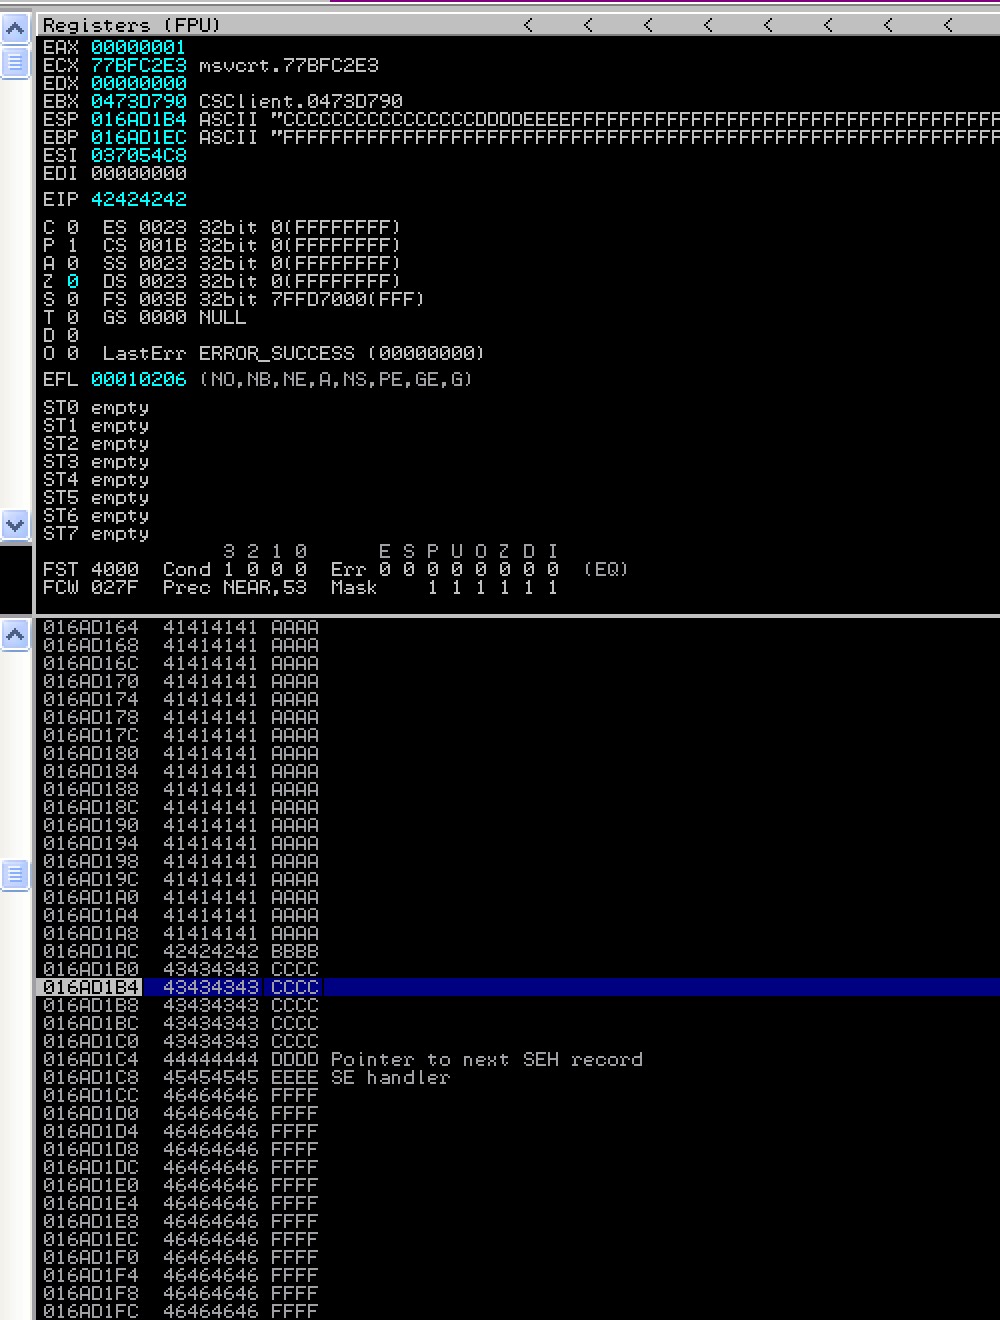 Registers (FPU) < < < < < < < <
EAX 00000001
ECX 77BFC2E3 msvcrt.77BFC2E3
EDX 00000000
EBX 0473D790 CSClient.0473D790
ESP 016AD1B4 ASCII "CCCCCCCCCCCCCCCCDDDDEEEEFFFFFFFFFFFFFFFFFFFFFFFFFFFFFFFFFFFF
EBP 016AD1EC ASCII "FFFFFFFFFFFFFFFFFFFFFFFFFFFFFFFFFFFFFFFFFFFFFFFFFFFFFFFFFFFF
ESI 037054C8
EDI 00000000
EIP 42424242
C 0 ES 0023 32bit 0(FFFFFFFF)
P 1 CS 001B 32bit 0(FFFFFFFF)
A 0 SS 0023 32bit 0(FFFFFFFF)
Z 0 DS 0023 32bit 0(FFFFFFFF)
S 0 FS 003B 32bit 7FFD7000(FFF)
T 0 GS 0000 NULL
D 0
O 0 LastErr ERROR_SUCCESS (00000000)
EFL 00010206 (NO,NB,NE,A,NS,PE,GE,G)
ST0 empty
ST1 empty
ST2 empty
ST3 empty
ST4 empty
ST5 empty
ST6 empty
ST7 empty
3 2 1 0 E S P U O Z D I
FST 4000 Cond 1 0 0 0 Err 0 0 0 0 0 0 0 0 (EQ)
FCW 027F Prec NEAR,53 Mask 1 1 1 1 1 1
016AD164 41414141 AAAA
016AD168 41414141 AAAA
016AD16C 41414141 AAAA
016AD170 41414141 AAAA
016AD174 41414141 AAAA
016AD178 41414141 AAAA
016AD17C 41414141 AAAA
016AD180 41414141 AAAA
016AD184 41414141 AAAA
016AD188 41414141 AAAA
016AD18C 41414141 AAAA
016AD190 41414141 AAAA
016AD194 41414141 AAAA
016AD198 41414141 AAAA
016AD19C 41414141 AAAA
016AD1A0 41414141 AAAA
016AD1A4 41414141 AAAA
016AD1A8 41414141 AAAA
016AD1AC 42424242 BBBB
016AD1B0 43434343 CCCC
016AD1B4 43434343 CCCC
016AD1B8 43434343 CCCC
016AD1BC 43434343 CCCC
016AD1C0 43434343 CCCC
016AD1C4 44444444 DDDD Pointer to next SEH record
016AD1C8 45454545 EEEE SE handler
016AD1CC 46464646 FFFF
016AD1D0 46464646 FFFF
016AD1D4 46464646 FFFF
016AD1D8 46464646 FFFF
016AD1DC 46464646 FFFF
016AD1E0 46464646 FFFF
016AD1E4 46464646 FFFF
016AD1E8 46464646 FFFF
016AD1EC 46464646 FFFF
016AD1F0 46464646 FFFF
016AD1F4 46464646 FFFF
016AD1F8 46464646 FFFF
016AD1FC 46464646 FFFF